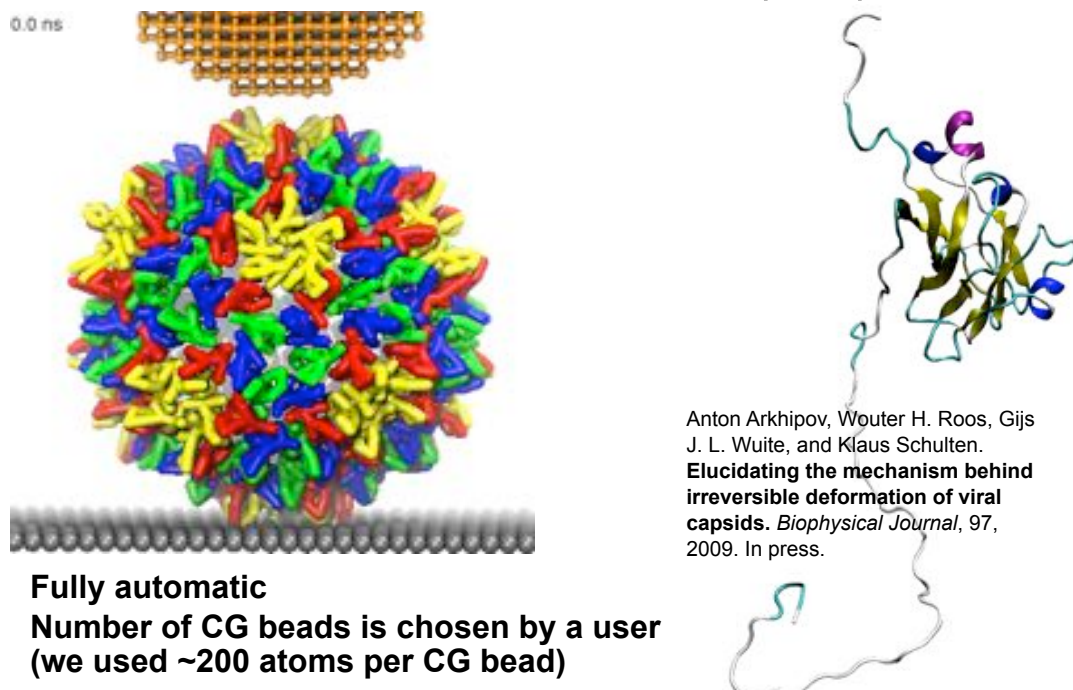 0.0 ns
Anton Arkhipov, Wouter H. Roos, Gijs
J. L. Wuite, and Klaus Schulten.
Elucidating the mechanism behind
irreversible deformation of viral
capsids. Biophysical Journal, 97,
2009. In press.
Fully automatic
Number of CG beads is chosen by a user
(we used ~200 atoms per CG bead)